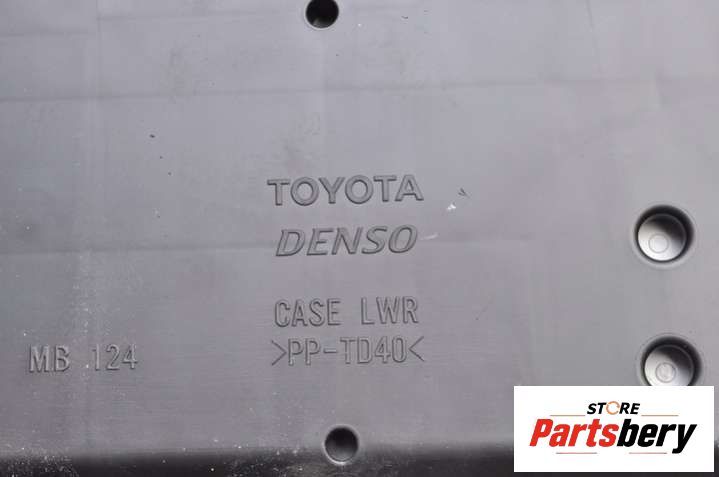 TOYOTA
DENSO
CASE LWR
>PP-TD40<
MB 124
STORE
Partsbery